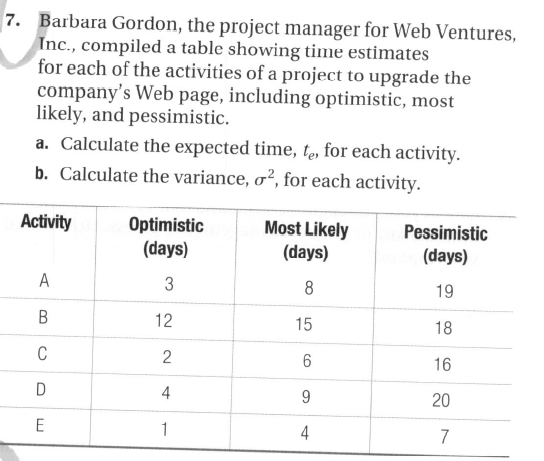 7. Barbara Gordon, the project manager for Web Ventures,
Inc., compiled a table showing time estimates
for each of the activities of a project to upgrade the
company's Web page, including optimistic, most
likely, and pessimistic.
a. Calculate the expected time, tₑ, for each activity.
b. Calculate the variance, σ², for each activity.
Activity Optimistic (days) Most Likely (days) Pessimistic (days)
A 3 8 19
B 12 15 18
C 2 6 16
D 4 9 20
E 1 4 7